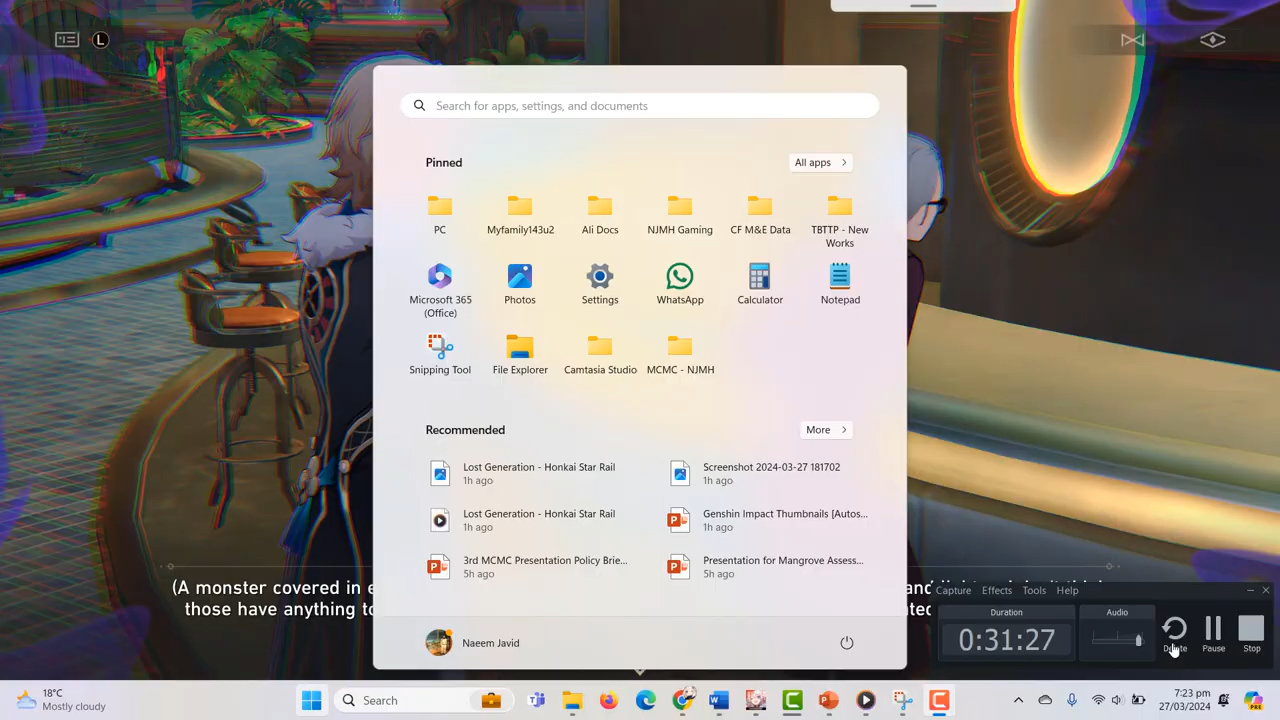 L
Search for apps, settings, and documents
Pinned
All apps
PC
Myfamily143u2
Ali Docs
NJMH Gaming
CF M&E Data
TBTTP - New
Works
Microsoft 365
(Office)
Photos
Settings
WhatsApp
Calculator
Notepad
Snipping Tool
File Explorer
Camtasia Studio
MCMC - NJMH
Recommended
More
Lost Generation - Honkai Star Rail
1h ago
Screenshot 2024-03-27 181702
1h ago
Lost Generation - Honkai Star Rail
1h ago
Genshin Impact Thumbnails [Autos...
1h ago
3rd MCMC Presentation Policy Brie...
5h ago
Presentation for Mangrove Assess...
5h ago
(A monster covered in
those have anything
Naeem Javid
Capture Effects Tools Help
Duration
Audio
0:31:27
Delete
Pause
Stop
18°C
Mostly cloudy
Search
7:23 pm
27/03/2024
PRE